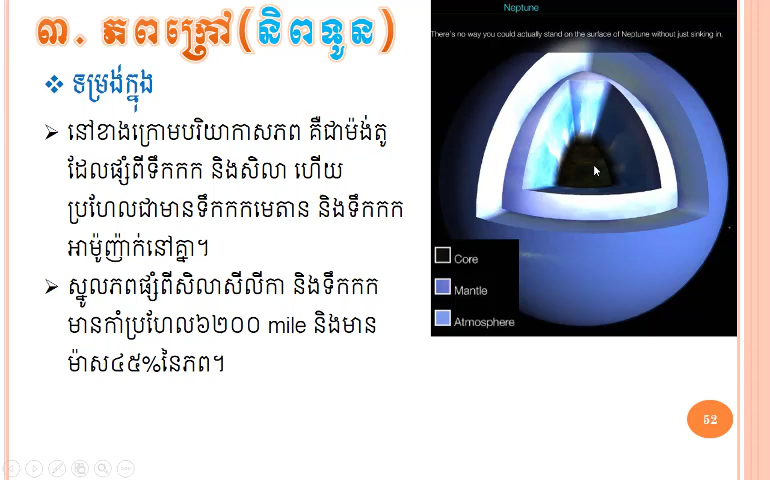 ៣. ភពក្រៅ(និពទូន)
ទម្រង់ក្នុង
នៅខាងក្រោមបរិយាកាសភព គឺជាម៉ង់តូ
ដែលផ្សំពីទឹកកក និងសិលា ហើយ
ប្រហែលជាមានទឹកកកមេតាន និងទឹកកក
អាម៉ូញ៉ាក់នៅគ្នា។
ស្នូលភពផ្សំពីសិលាសីលីកា និងទឹកកក
មានកាំប្រហែល៦២០០ mile និងមាន
ម៉ាស៤៥%នៃភព។
Neptune
There's no way you could actually stand on the surface of Neptune without just sinking in.
Core
Mantle
Atmosphere
52